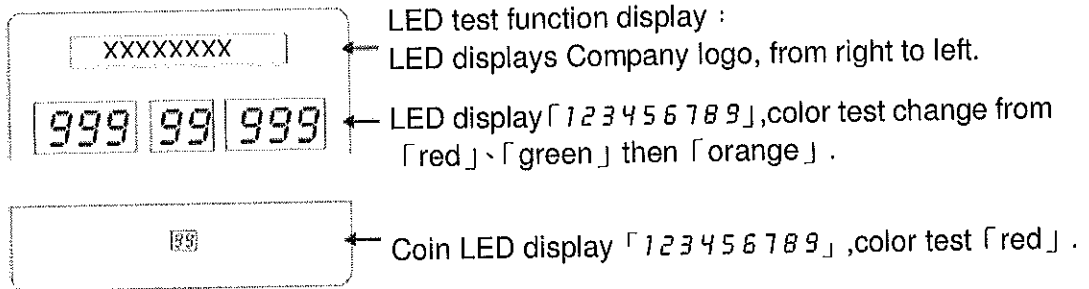 LED test function display :
XXXXXXXX
LED displays Company logo, from right to left.
999 99 999
LED display「123456789」,color test change from
「red」、「green」then「orange」.
99
Coin LED display「123456789」,color test「red」.